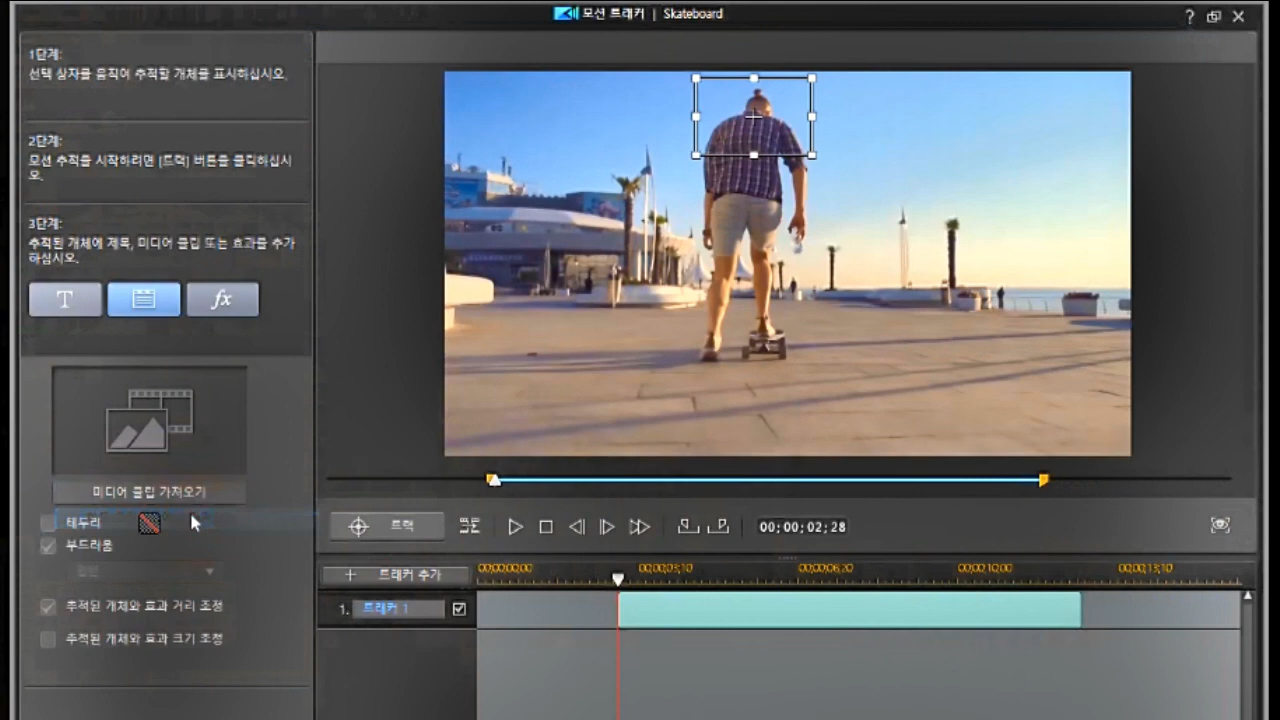 모션 트래커 | Skateboard
1단계:
선택 상자를 움직여 추적할 개체를 표시하십시오.
2단계:
모션 추적을 시작하려면 [트랙] 버튼을 클릭하십시
오.
3단계:
추적된 개체에 제목, 미디어 클립 또는 효과를 추가
하십시오.
T
fx
미디어 클립 가져오기
테두리
부드러움
추적된 개체와 효과 거리 조정
추적된 개체와 효과 크기 조정
트랙
00;00;02;28
트래커 추가
00;00;00;00 00;00;03;10 00;00;06;20 00;00;10;00 00;00;13;10
1. 트래커 1